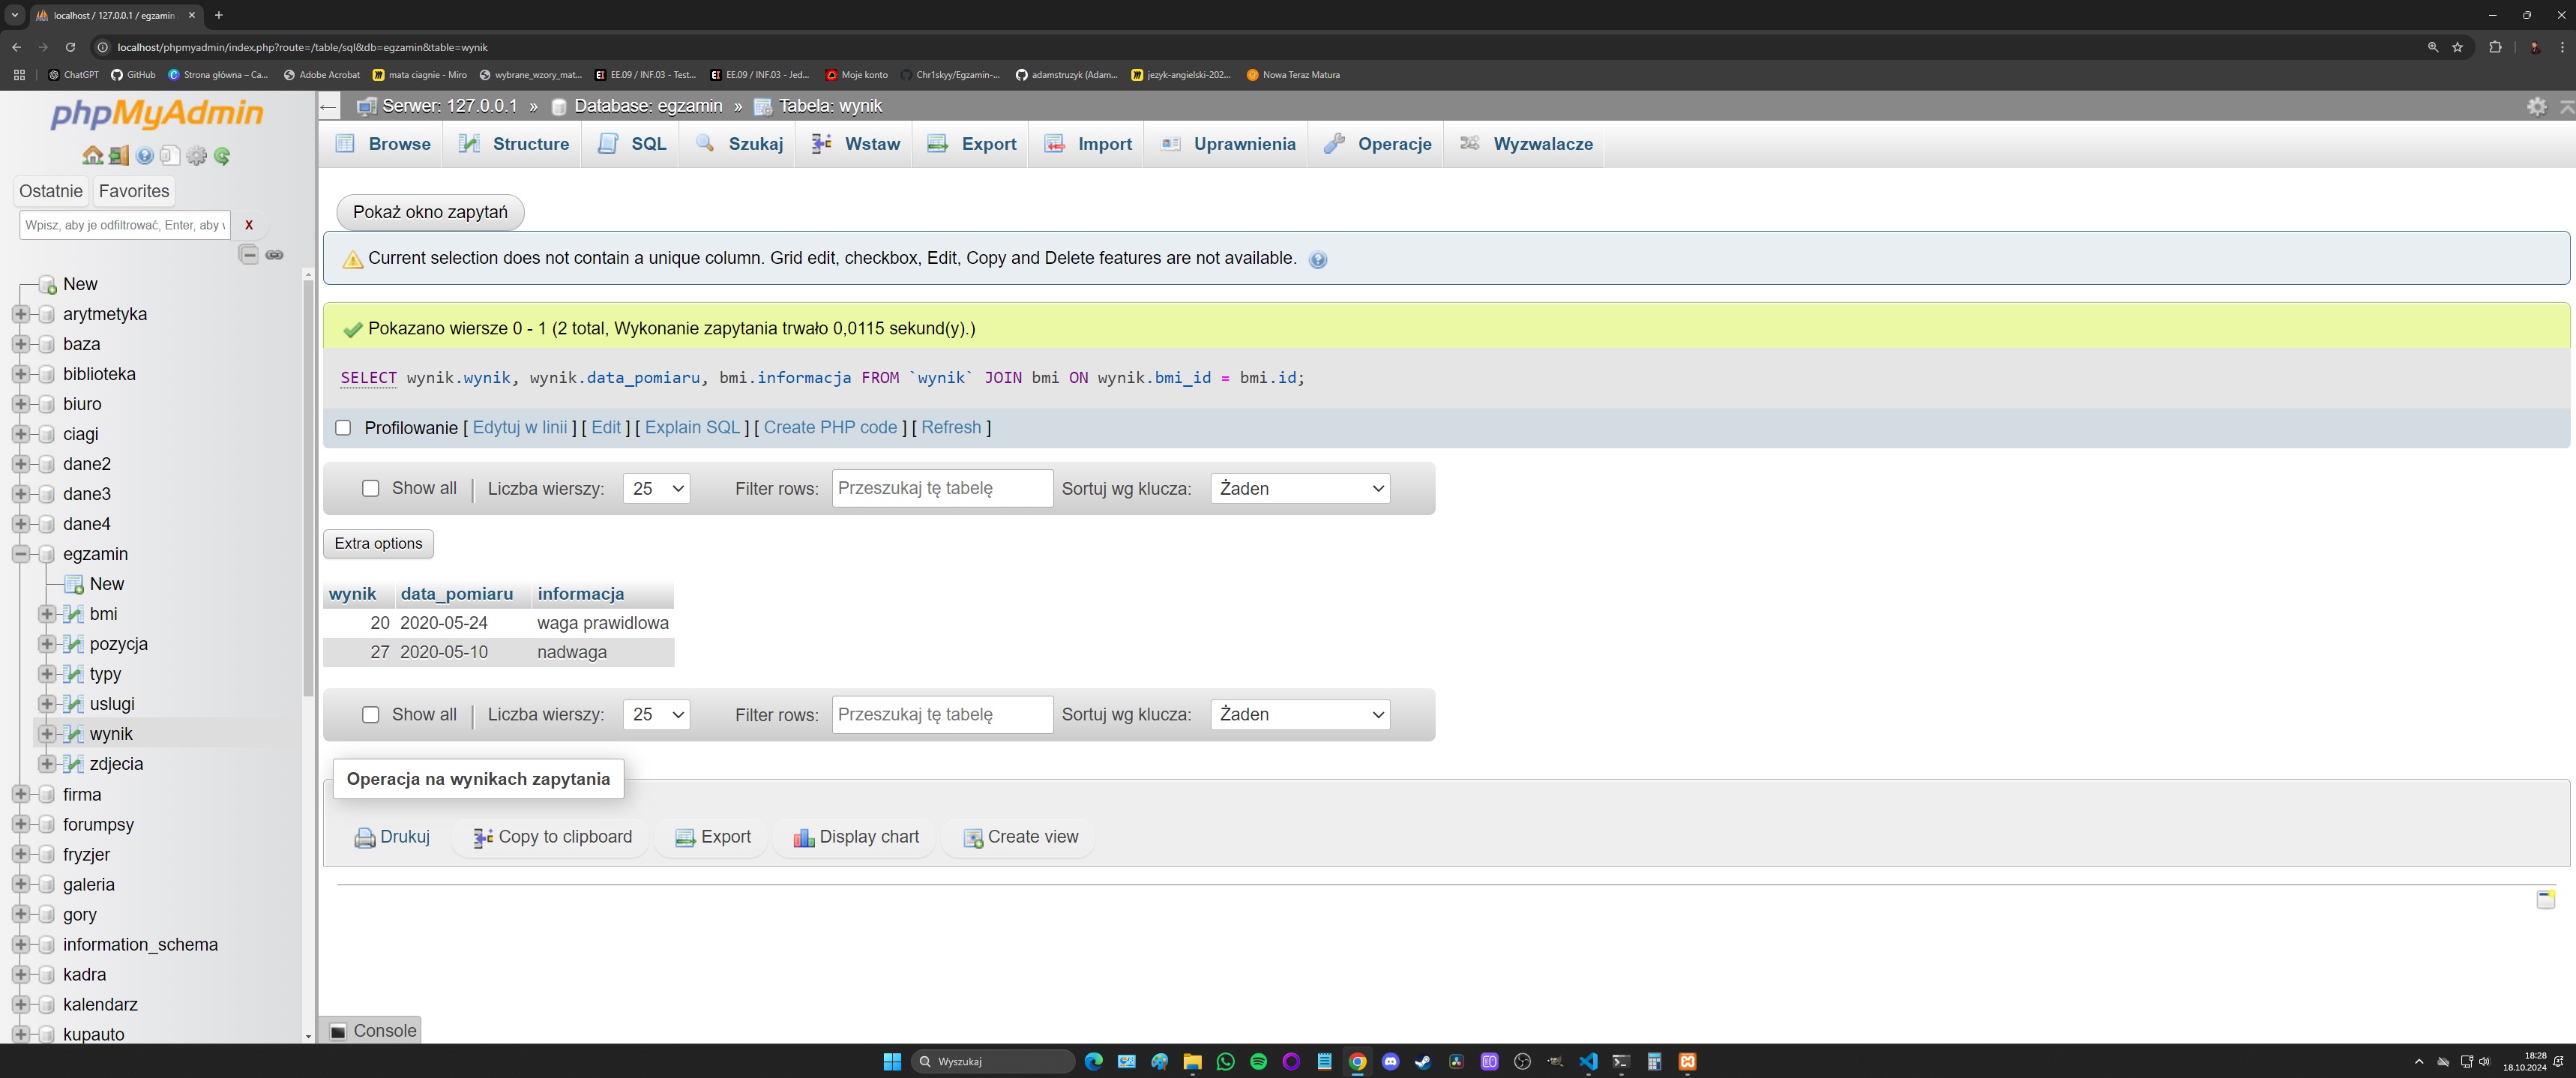 localhost / 127.0.0.1 / egzamin
localhost/phpmyadmin/index.php?route=/table/sql&db=egzamin&table=wynik
ChatGPT GitHub Strona główna – Ca... Adobe Acrobat mata ciagnie - Miro wybrane_wzory_mat... EE.09 / INF.03 - Test... EE.09 / INF.03 - Jed... Moje konto Chr1skyy/Egzamin-... adamstruzyk (Adam... jezyk-angielski-202... Nowa Teraz Matura
phpMyAdmin
Ostatnie Favorites
Wpisz, aby je odfiltrować, Enter, aby X
New
arytmetyka
baza
biblioteka
biuro
ciagi
dane2
dane3
dane4
egzamin
New
bmi
pozycja
typy
uslugi
wynik
zdjecia
firma
forumpsy
fryzjer
galeria
gory
information_schema
kadra
kalendarz
kupauto
Serwer: 127.0.0.1 » Database: egzamin » Tabela: wynik
Browse Structure SQL Szukaj Wstaw Export Import Uprawnienia Operacje Wyzwalacze
Pokaż okno zapytań
Current selection does not contain a unique column. Grid edit, checkbox, Edit, Copy and Delete features are not available.
Pokazano wiersze 0 - 1 (2 total, Wykonanie zapytania trwało 0,0115 sekund(y).)
SELECT wynik.wynik, wynik.data_pomiaru, bmi.informacja FROM `wynik` JOIN bmi ON wynik.bmi_id = bmi.id;
Profilowanie [ Edytuj w linii ] [ Edit ] [ Explain SQL ] [ Create PHP code ] [ Refresh ]
Show all | Liczba wierszy: 25 Filter rows: Przeszukaj tę tabelę Sortuj wg klucza: Żaden
Extra options
wynik data_pomiaru informacja
20 2020-05-24 waga prawidlowa
27 2020-05-10 nadwaga
Show all | Liczba wierszy: 25 Filter rows: Przeszukaj tę tabelę Sortuj wg klucza: Żaden
Operacja na wynikach zapytania
Drukuj Copy to clipboard Export Display chart Create view
Console
Wyszukaj
18:28
18.10.2024